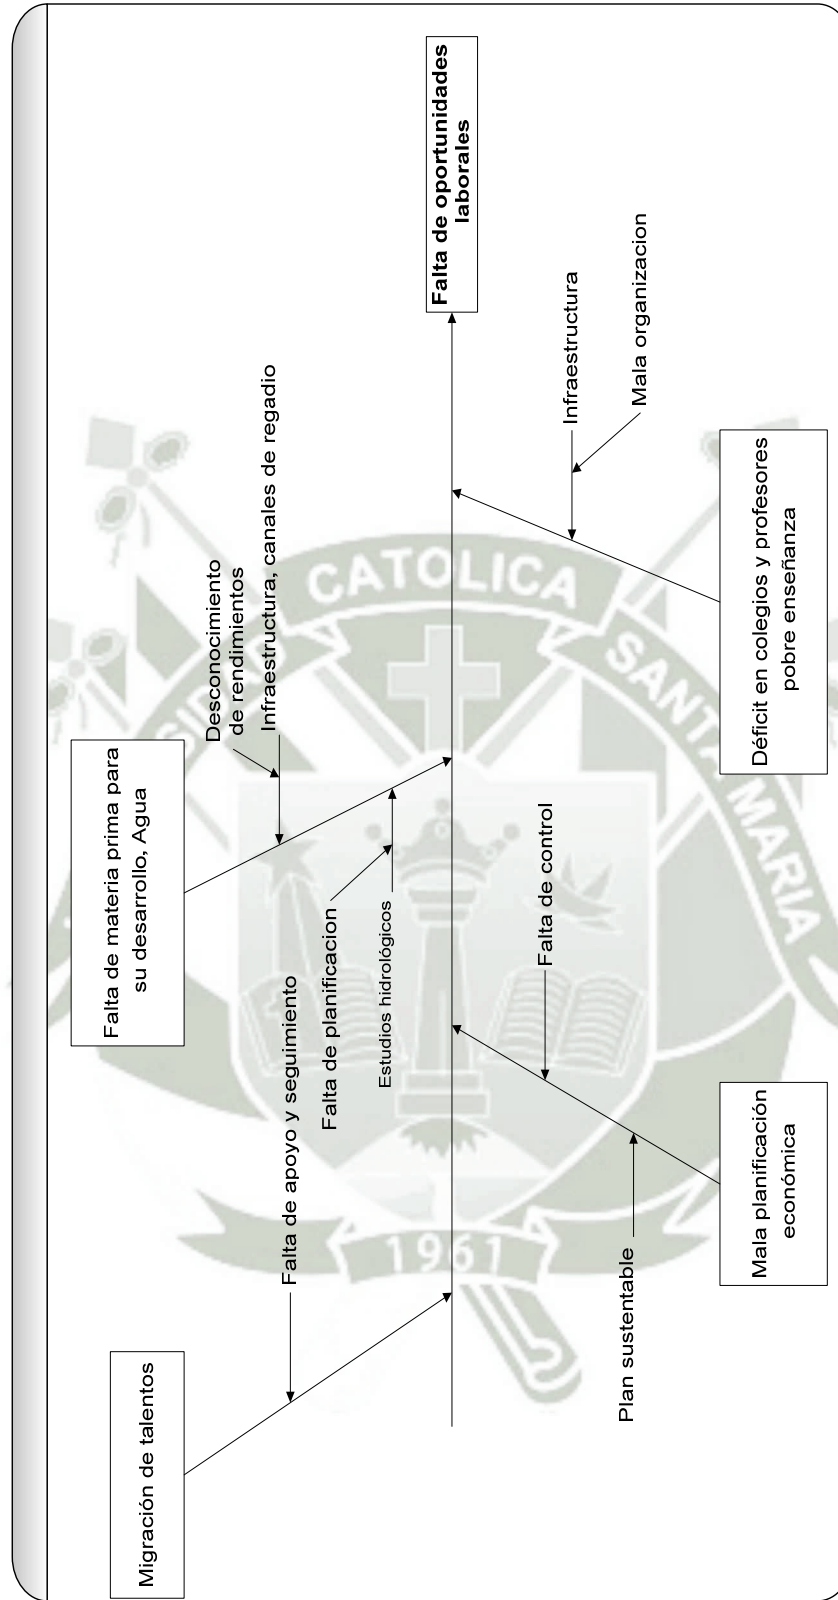 Migración de talentos
Falta de apoyo y seguimiento
Falta de materia prima para
su desarrollo, Agua
Desconocimiento
de rendimientos
Infraestructura, canales de regadio
Falta de planificacion
Estudios hidrológicos
Falta de oportunidades
laborales
Mala planificación
económica
Plan sustentable
Falta de control
Déficit en colegios y profesores
pobre enseñanza
Infraestructura
Mala organizacion
CATOLICA
SANTA MARIA
1961